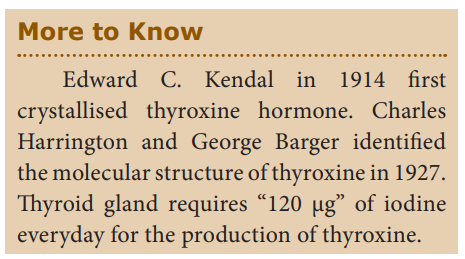 More to Know
Edward C. Kendal in 1914 first
crystallised thyroxine hormone. Charles
Harrington and George Barger identified
the molecular structure of thyroxine in 1927.
Thyroid gland requires “120 μg” of iodine
everyday for the production of thyroxine.